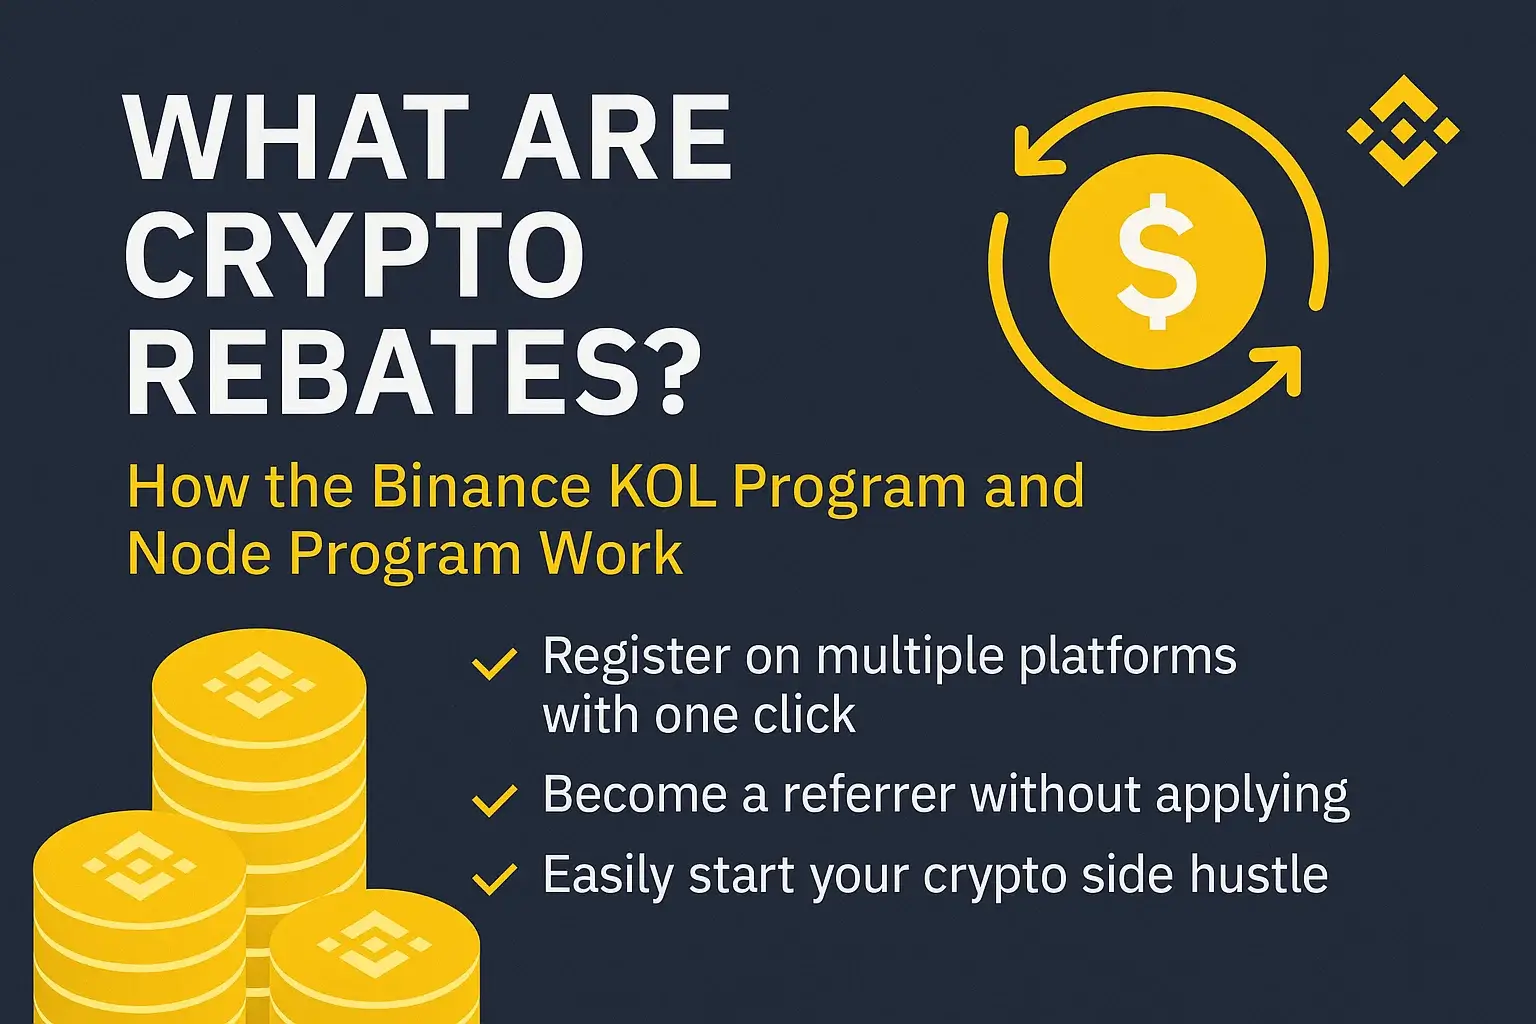 WHAT ARE
CRYPTO
REBATES?
$
How the Binance KOL Program and
Node Program Work
Register on multiple platforms
with one click
Become a referrer without applying
Easily start your crypto side hustle